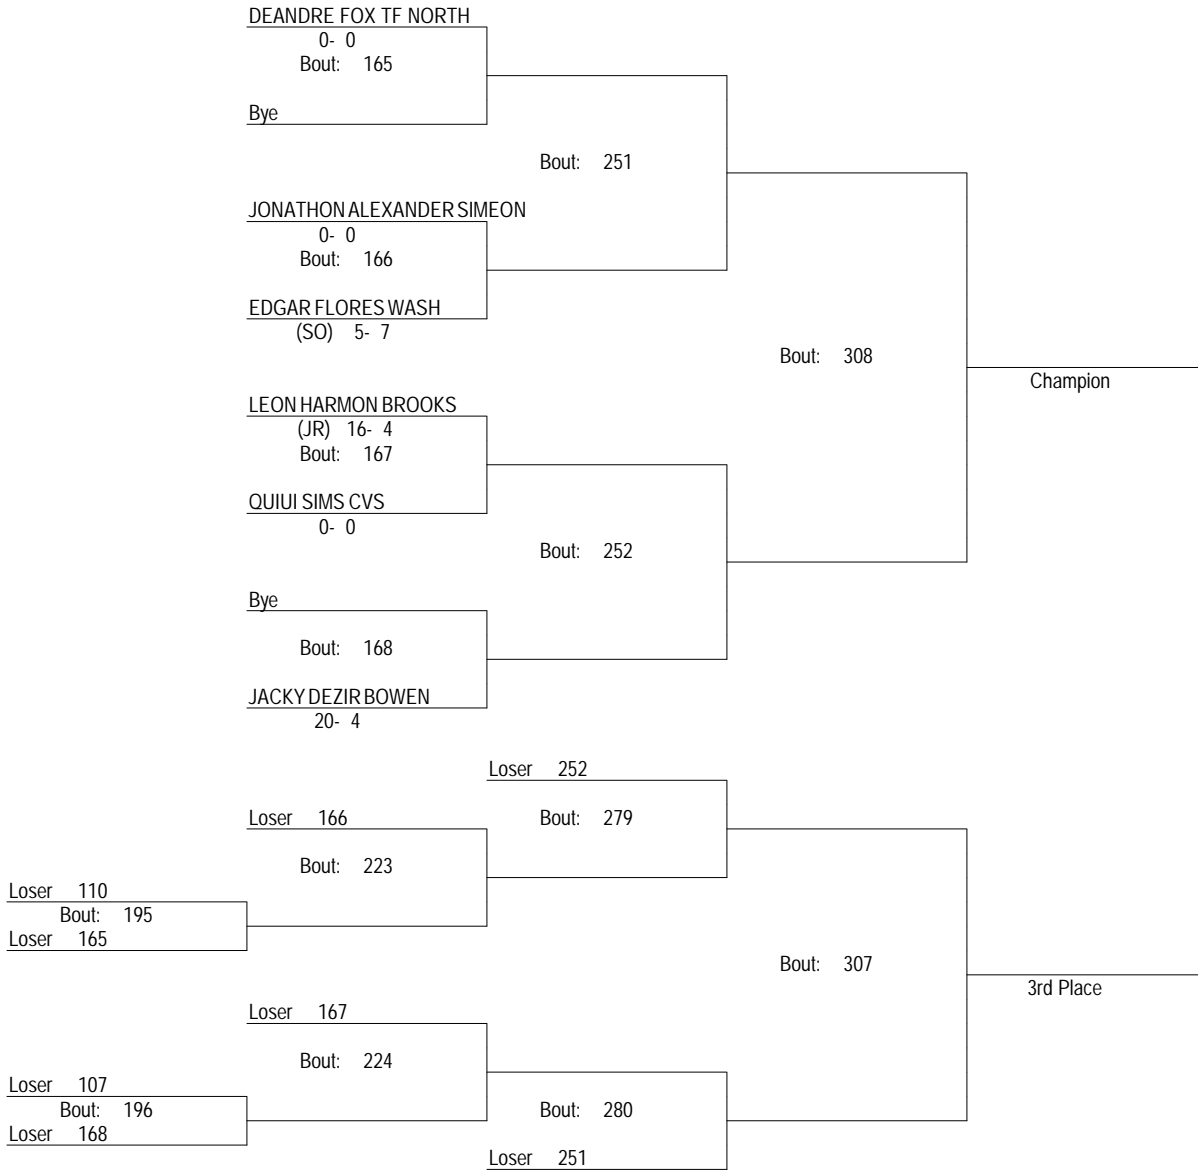 DEANDRE FOX TF NORTH
0- 0
Bout: 165
Bye
Bout: 251
JONATHON ALEXANDER SIMEON
0- 0
Bout: 166
EDGAR FLORES WASH
(SO) 5- 7
Bout: 308
Champion
LEON HARMON BROOKS
(JR) 16- 4
Bout: 167
QUIUI SIMS CVS
0- 0
Bout: 252
Bye
Bout: 168
JACKY DEZIR BOWEN
20- 4
Loser 252
Loser 166
Bout: 279
Bout: 223
Loser 110
Bout: 195
Loser 165
Bout: 307
3rd Place
Loser 167
Bout: 224
Loser 107
Bout: 196
Bout: 280
Loser 168
Loser 251